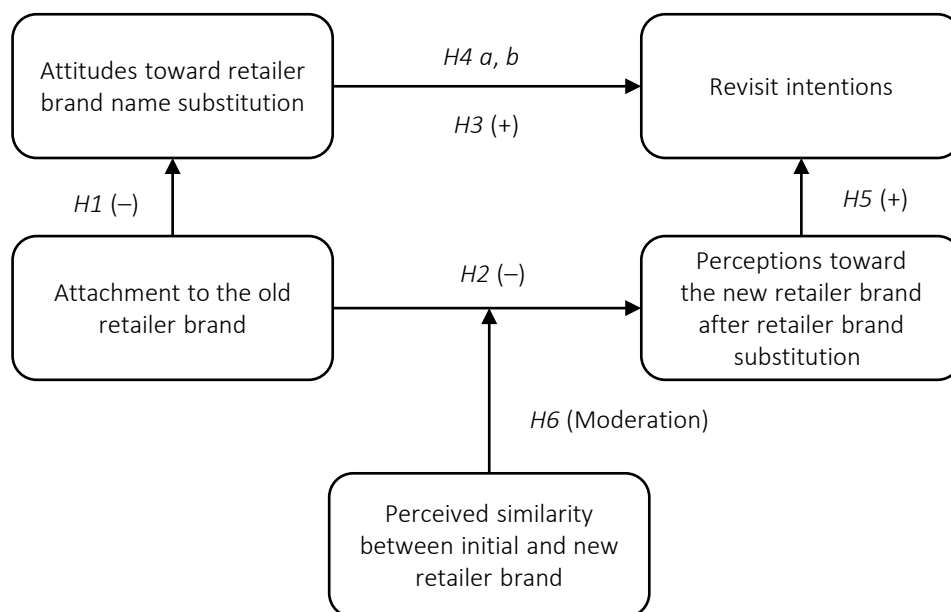 Attitudes toward retailer
brand name substitution
H4 a, b
H3 (+)
Revisit intentions
H1 (–)
H5 (+)
Attachment to the old
retailer brand
H2 (–)
Perceptions toward
the new retailer brand
after retailer brand
substitution
H6 (Moderation)
Perceived similarity
between initial and new
retailer brand